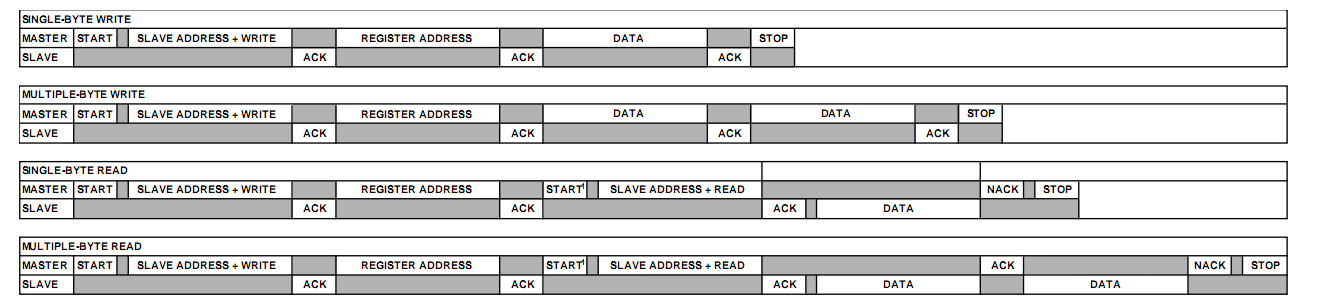 SINGLE-BYTE WRITE
MASTER START SLAVE ADDRESS + WRITE REGISTER ADDRESS DATA STOP
SLAVE ACK ACK ACK
MULTIPLE-BYTE WRITE
MASTER START SLAVE ADDRESS + WRITE REGISTER ADDRESS DATA DATA STOP
SLAVE ACK ACK ACK ACK
SINGLE-BYTE READ
MASTER START SLAVE ADDRESS + WRITE REGISTER ADDRESS START¹ SLAVE ADDRESS + READ NACK STOP
SLAVE ACK ACK ACK DATA
MULTIPLE-BYTE READ
MASTER START SLAVE ADDRESS + WRITE REGISTER ADDRESS START¹ SLAVE ADDRESS + READ ACK NACK STOP
SLAVE ACK ACK ACK DATA DATA